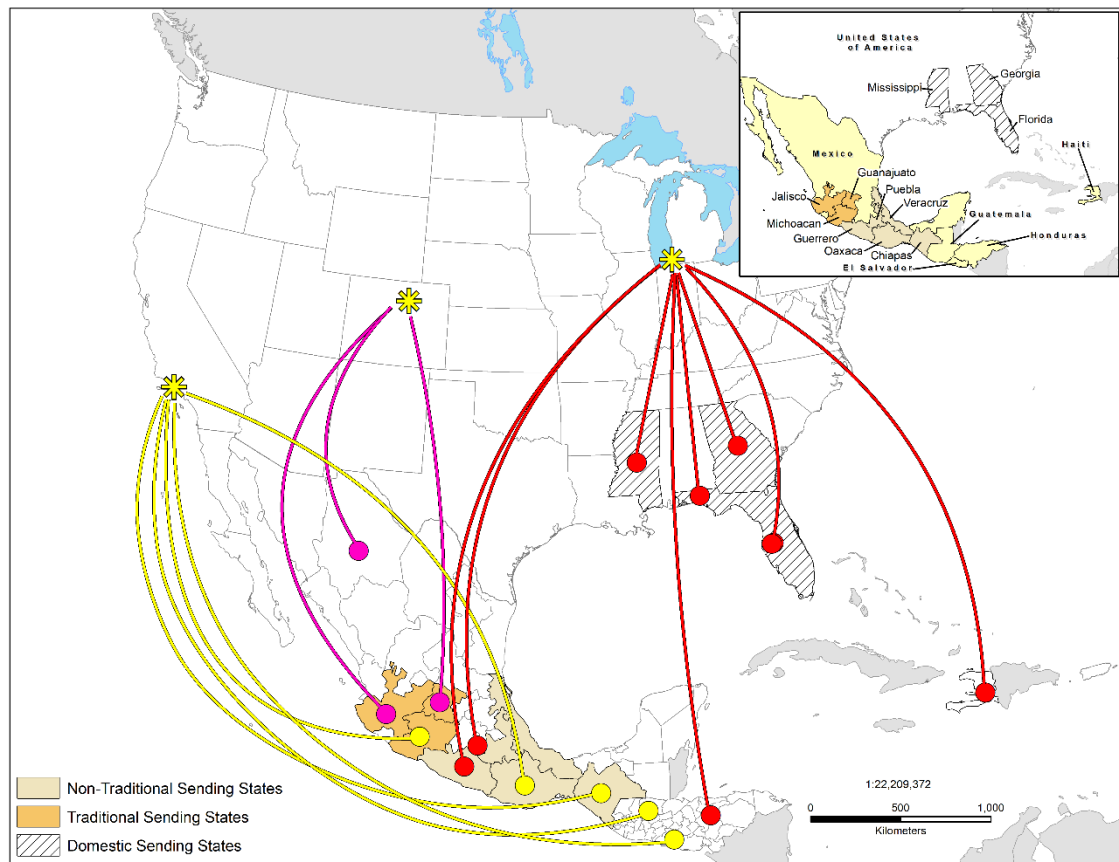 United States
of America
Georgia
Mississippi
Florida
Haiti
Mexico
Guanajuato
Puebla
Jalisco
Veracruz
Michoacan
Guatemala
Guerrero
Honduras
Oaxaca
Chiapas
El Salvador
Non-Traditional Sending States
Traditional Sending States
Domestic Sending States
1:22,209,372
0 500 1,000
Kilometers